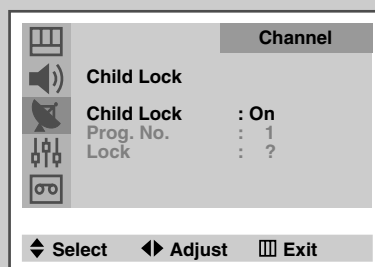 Channel
Child Lock
Child Lock : On
Prog. No. : 1
Lock : ?
Select Adjust Exit